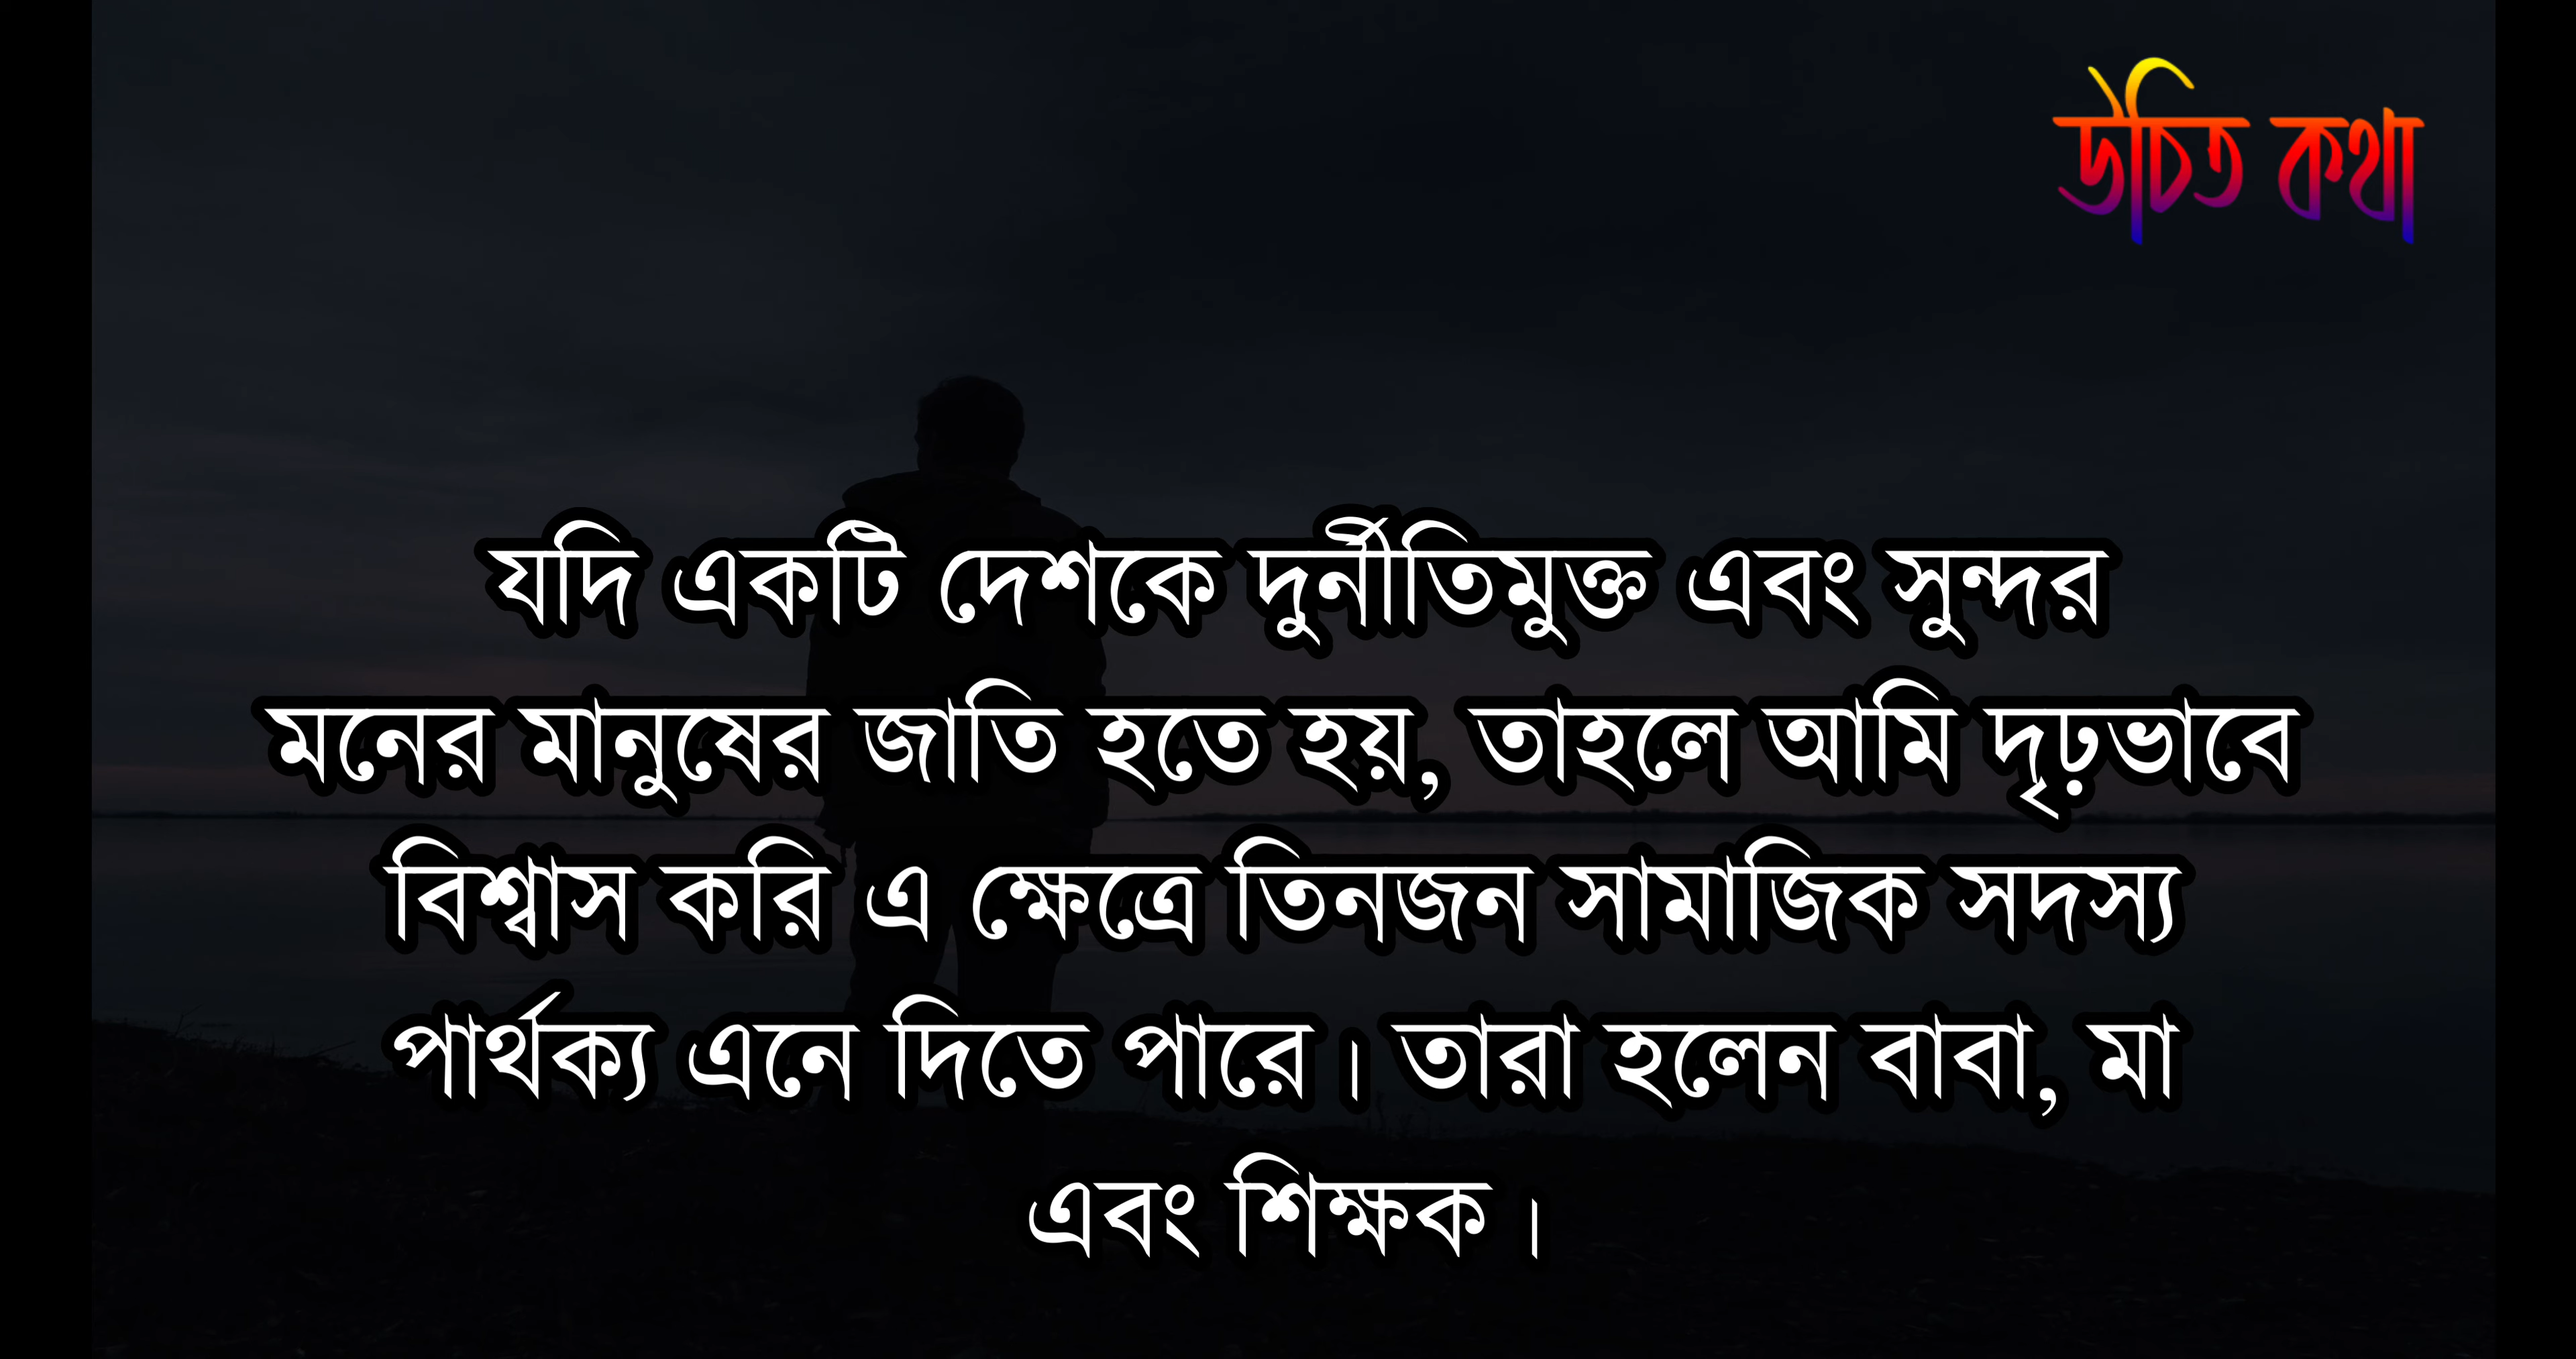 উচিত কথা
যদি একটি দেশকে দুর্নীতিমুক্ত এবং সুন্দর
মনের মানুষের জাতি হতে হয়, তাহলে আমি দৃঢ়ভাবে
বিশ্বাস করি এ ক্ষেত্রে তিনজন সামাজিক সদস্য
পার্থক্য এনে দিতে পারে। তারা হলেন বাবা, মা
এবং শিক্ষক।